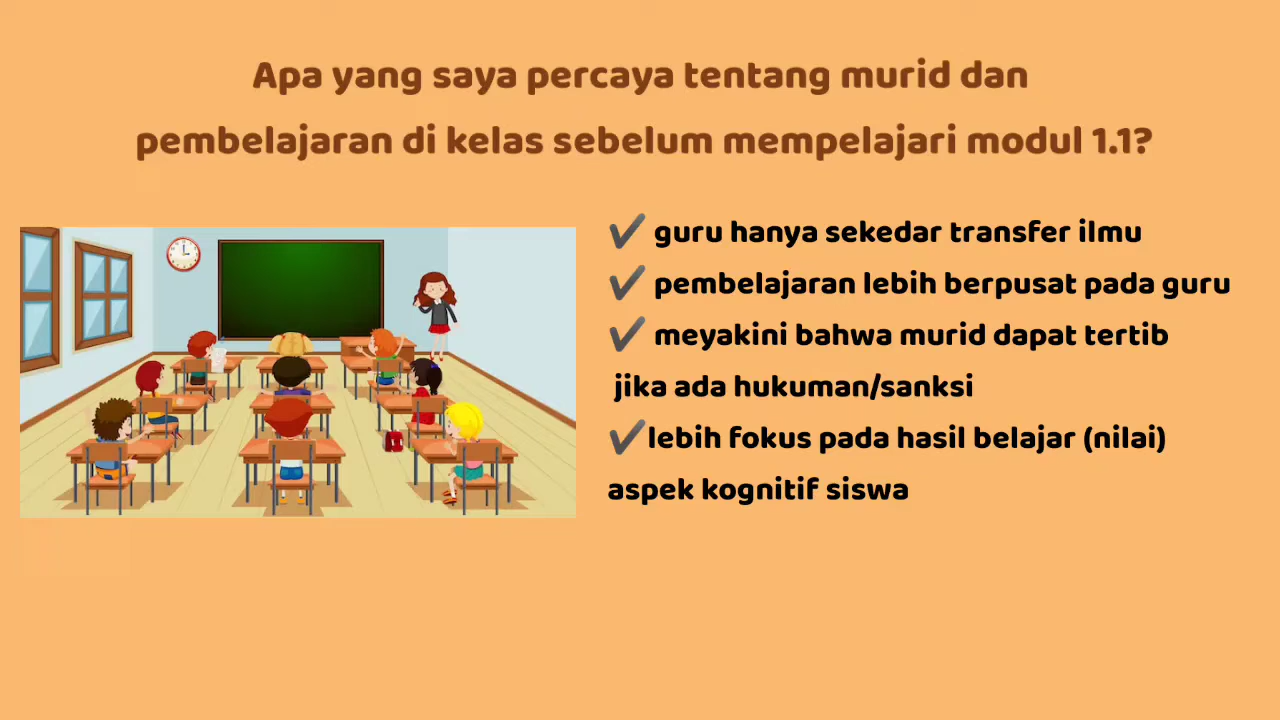 Apa yang saya percaya tentang murid dan
pembelajaran di kelas sebelum mempelajari modul 1.1?
✔ guru hanya sekedar transfer ilmu
✔ pembelajaran lebih berpusat pada guru
✔ meyakini bahwa murid dapat tertib
jika ada hukuman/sanksi
✔lebih fokus pada hasil belajar (nilai)
aspek kognitif siswa